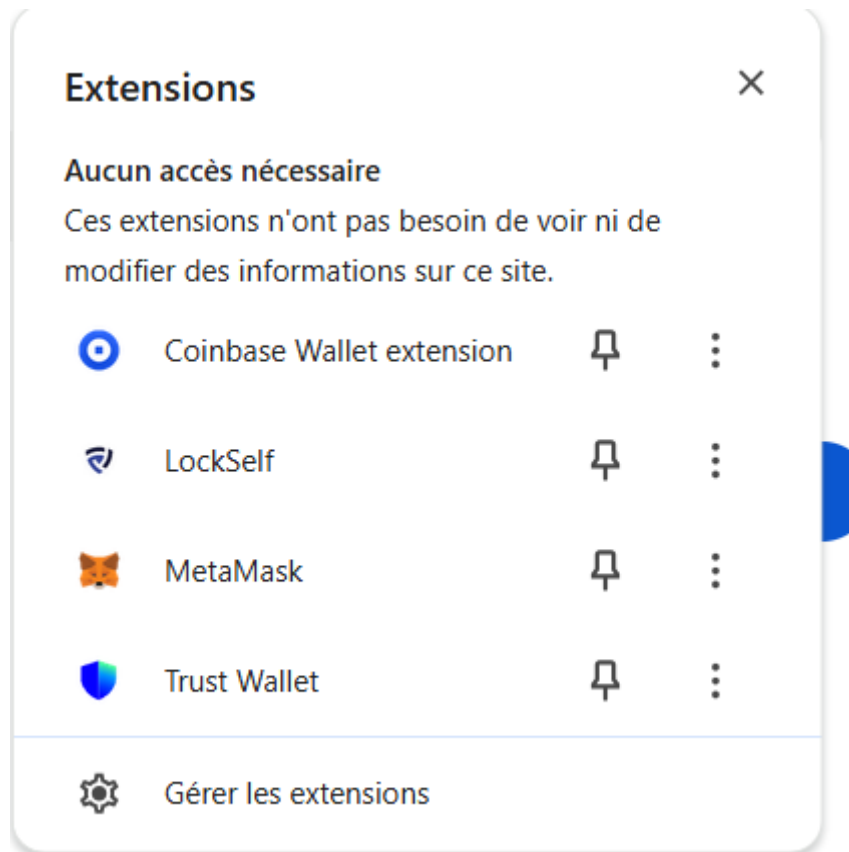 Extensions
Aucun accès nécessaire
Ces extensions n'ont pas besoin de voir ni de
modifier des informations sur ce site.
Coinbase Wallet extension
LockSelf
MetaMask
Trust Wallet
Gérer les extensions